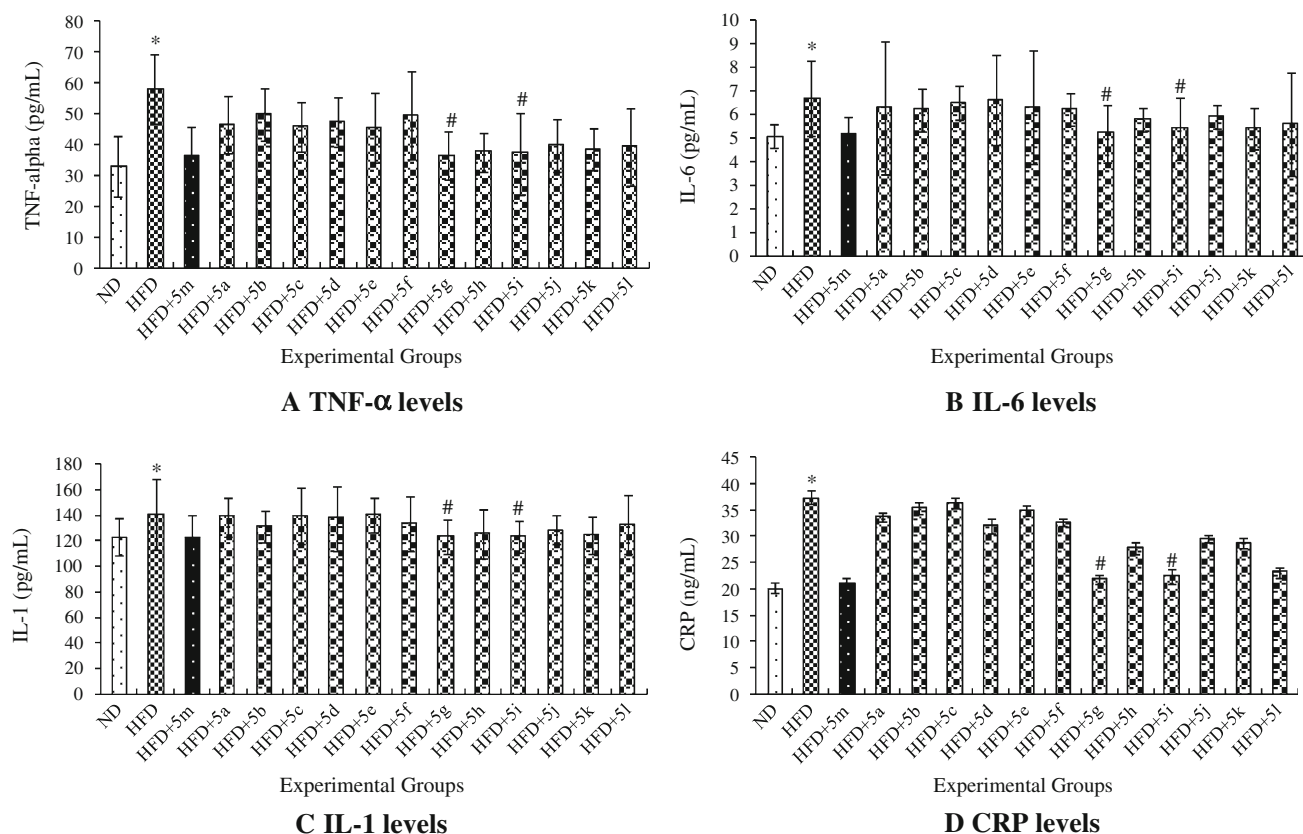 80
70
60
50
40
30
20
10
0
TNF-alpha (pg/mL)
*
#
#
ND
HFD
HFD+5m
HFD+5a
HFD+5b
HFD+5c
HFD+5d
HFD+5e
HFD+5f
HFD+5g
HFD+5h
HFD+5i
HFD+5j
HFD+5k
HFD+5l
Experimental Groups
A TNF-α levels
10
9
8
7
6
5
4
3
2
1
0
IL-6 (pg/mL)
*
#
#
ND
HFD
HFD+5m
HFD+5a
HFD+5b
HFD+5c
HFD+5d
HFD+5e
HFD+5f
HFD+5g
HFD+5h
HFD+5i
HFD+5j
HFD+5k
HFD+5l
Experimental Groups
B IL-6 levels
180
160
140
120
100
80
60
40
20
0
IL-1 (pg/mL)
*
#
#
ND
HFD
HFD+5m
HFD+5a
HFD+5b
HFD+5c
HFD+5d
HFD+5e
HFD+5f
HFD+5g
HFD+5h
HFD+5i
HFD+5j
HFD+5k
HFD+5l
Experimental Groups
C IL-1 levels
45
40
35
30
25
20
15
10
5
0
CRP (ng/mL)
*
#
#
ND
HFD
HFD+5m
HFD+5a
HFD+5b
HFD+5c
HFD+5d
HFD+5e
HFD+5f
HFD+5g
HFD+5h
HFD+5i
HFD+5j
HFD+5k
HFD+5l
Experimental Groups
D CRP levels